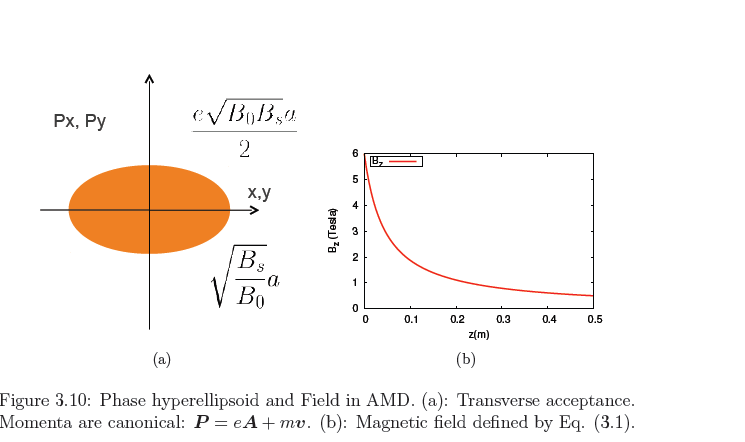 Px, Py
e√B₀Bₛa
2
x,y
√Bₛ a
B₀
(a)
Bz
Bz (Tesla)
6
5
4
3
2
1
0
0 0.1 0.2 0.3 0.4 0.5
z(m)
(b)
Figure 3.10: Phase hyperellipsoid and Field in AMD. (a): Transverse acceptance.
Momenta are canonical: P = eA + mv. (b): Magnetic field defined by Eq. (3.1).